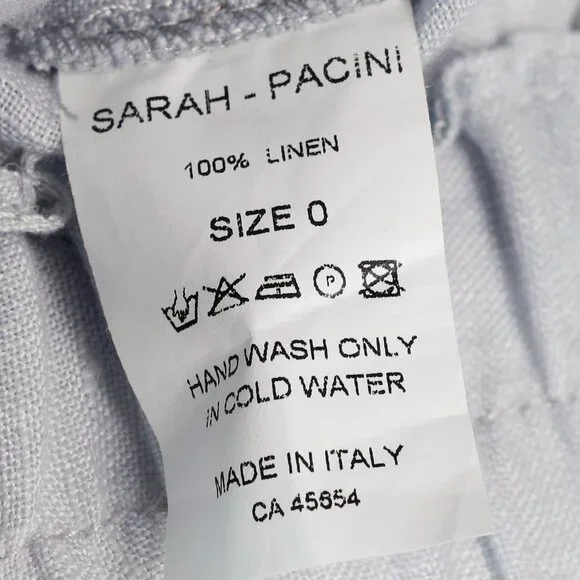 SARAH - PACINI
100% LINEN
SIZE 0
P
HAND WASH ONLY
IN COLD WATER
MADE IN ITALY
CA 45654